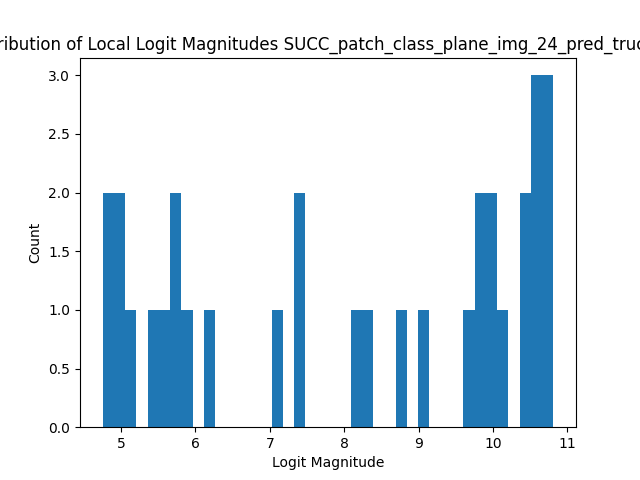 ribution of Local Logit Magnitudes SUCC_patch_class_plane_img_24_pred_truc
3.0
2.5
2.0
1.5
1.0
0.5
0.0
Count
5 6 7 8 9 10 11
Logit Magnitude